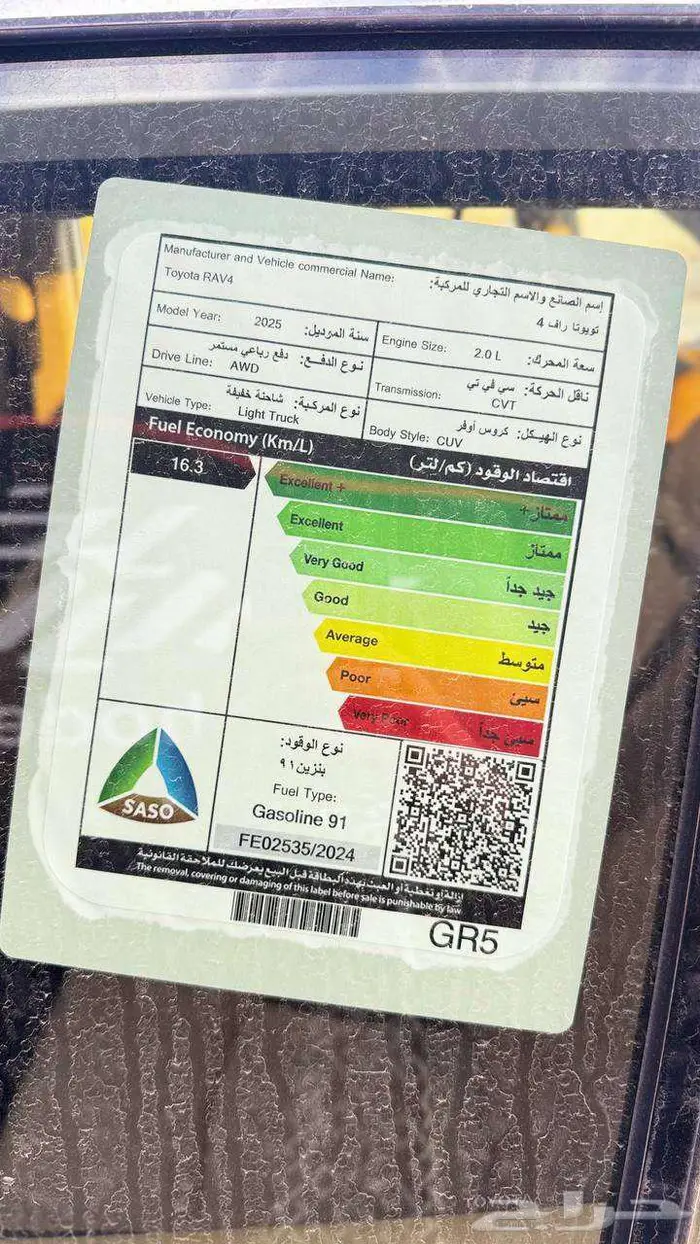 Manufacturer and Vehicle commercial Name:
إسم الصانع والاسم التجاري للمركبة:
Toyota RAV4
تويوتا راف 4
Model Year: 2025 سنة الموديل:
Engine Size: 2.0 L سعة المحرك:
Drive Line: دفع رباعي مستمر نوع الدفع:
AWD
Transmission: سي في تي ناقل الحركة:
CVT
Vehicle Type: شاحنة خفيفة نوع المركبة:
Light Truck
Body Style: كروس أوفر نوع الهيكل:
CUV
Fuel Economy (Km/L)
اقتصاد الوقود (كم/لتر)
16.3
Excellent + ممتاز+
Excellent ممتاز
Very Good جيد جداً
Good جيد
Average متوسط
Poor سيئ
Very Poor سيئ جداً
SASO
نوع الوقود:
بنزين ٩١
Fuel Type:
Gasoline 91
FE02535/2024
إزالة أو تغطية أو العبث بهذه البطاقة قبل البيع يعرضك للملاحقة القانونية
The removal, covering or damaging of this label before sale is punishable by law
GR5
TOYOTA
حراج